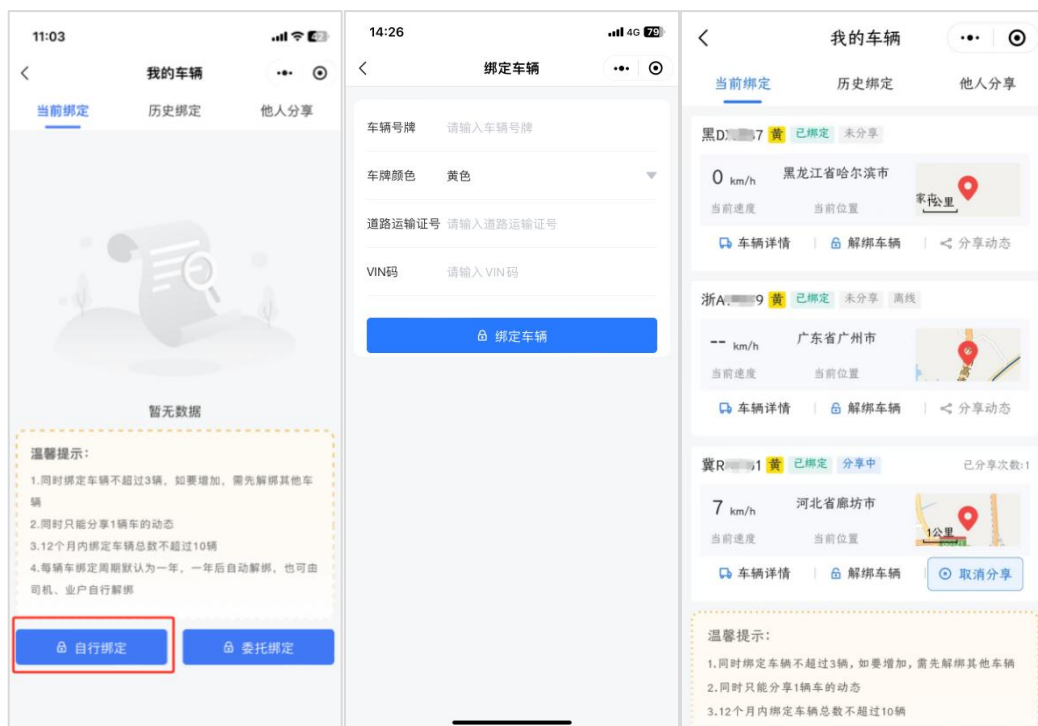 11:03
我的车辆
当前绑定
历史绑定
他人分享
暂无数据
温馨提示：
1.同时绑定车辆不超过3辆，如要增加，需先解绑其他车
辆
2.同时只能分享1辆车的动态
3.12个月内绑定车辆总数不超过10辆
4.每辆车绑定周期默认为一年，一年后自动解绑，也可由
司机、业户自行解绑
自行绑定
委托绑定
14:26
4G 79
绑定车辆
车辆号牌 请输入车辆号牌
车牌颜色 黄色
道路运输证号 请输入道路运输证号
VIN码 请输入VIN码
绑定车辆
我的车辆
当前绑定
历史绑定
他人分享
黑D 7 黄 已绑定 未分享
0 km/h 黑龙江省哈尔滨市
当前速度 当前位置
车辆详情 解绑车辆 分享动态
浙A 9 黄 已绑定 未分享 离线
-- km/h 广东省广州市
当前速度 当前位置
车辆详情 解绑车辆 分享动态
冀R 1 黄 已绑定 分享中 已分享次数:1
7 km/h 河北省廊坊市
1公里
当前速度 当前位置
车辆详情 解绑车辆 取消分享
温馨提示：
1.同时绑定车辆不超过3辆，如要增加，需先解绑其他车辆
2.同时只能分享1辆车的动态
3.12个月内绑定车辆总数不超过10辆